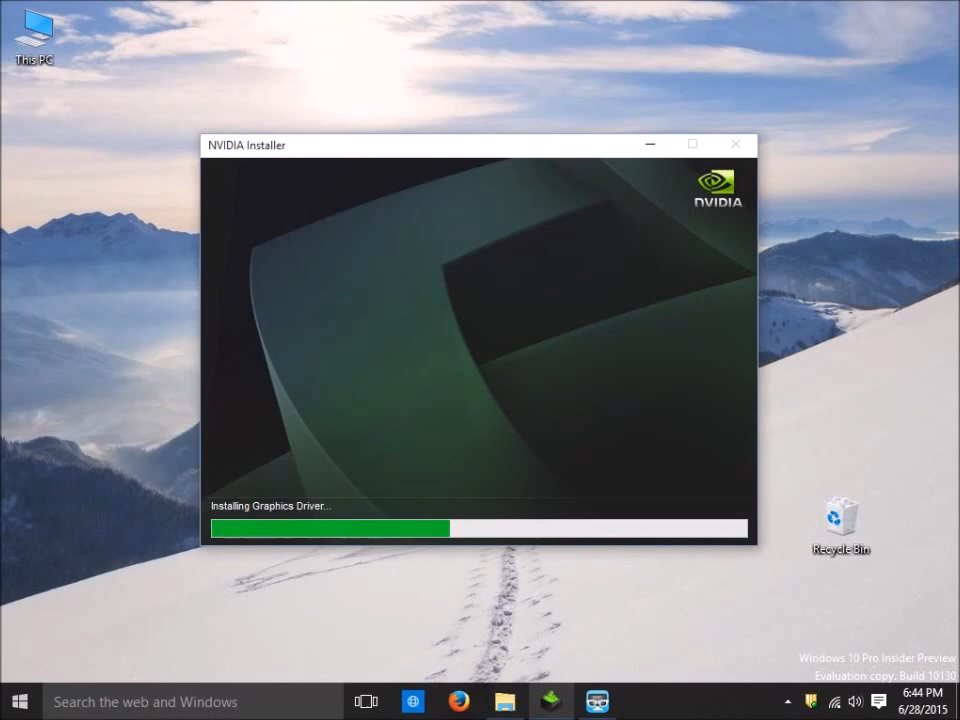 This PC
NVIDIA Installer
NVIDIA
Installing Graphics Driver...
Recycle Bin
Windows 10 Pro Insider Preview
Evaluation copy. Build 10130
Search the web and Windows
6:44 PM
6/28/2015